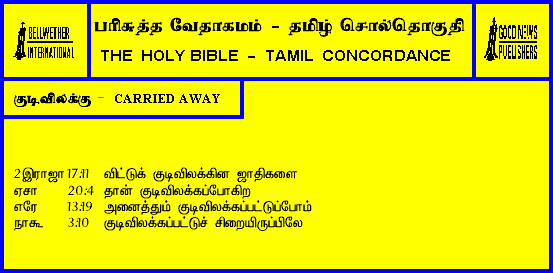 BELLWETHER
INTERNATIONAL
பரிசுத்த வேதாகமம் - தமிழ் சொல்தொகுதி
THE HOLY BIBLE - TAMIL CONCORDANCE
GOOD NEWS
PUBLISHERS
குடிவிலக்கு - CARRIED AWAY
2இராஜா 17:11 விட்டுக் குடிவிலக்கின ஜாதிகளை
ஏசா 20:4 தான் குடிவிலக்கப்போகிற
எரே 13:19 அனைத்தும் குடிவிலக்கப்பட்டுப்போம்
நாகூ 3:10 குடிவிலக்கப்பட்டுச் சிறையிருப்பிலே